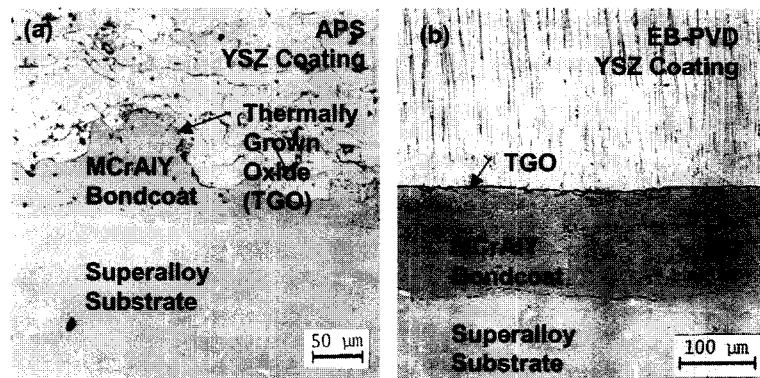 (a)
APS
YSZ Coating
Thermally
Grown
Oxide
(TGO)
MCrAlY
Bondcoat
Superalloy
Substrate
50 μm
(b)
EB-PVD
YSZ Coating
TGO
MCrAlY
Bondcoat
Superalloy
Substrate
100 μm